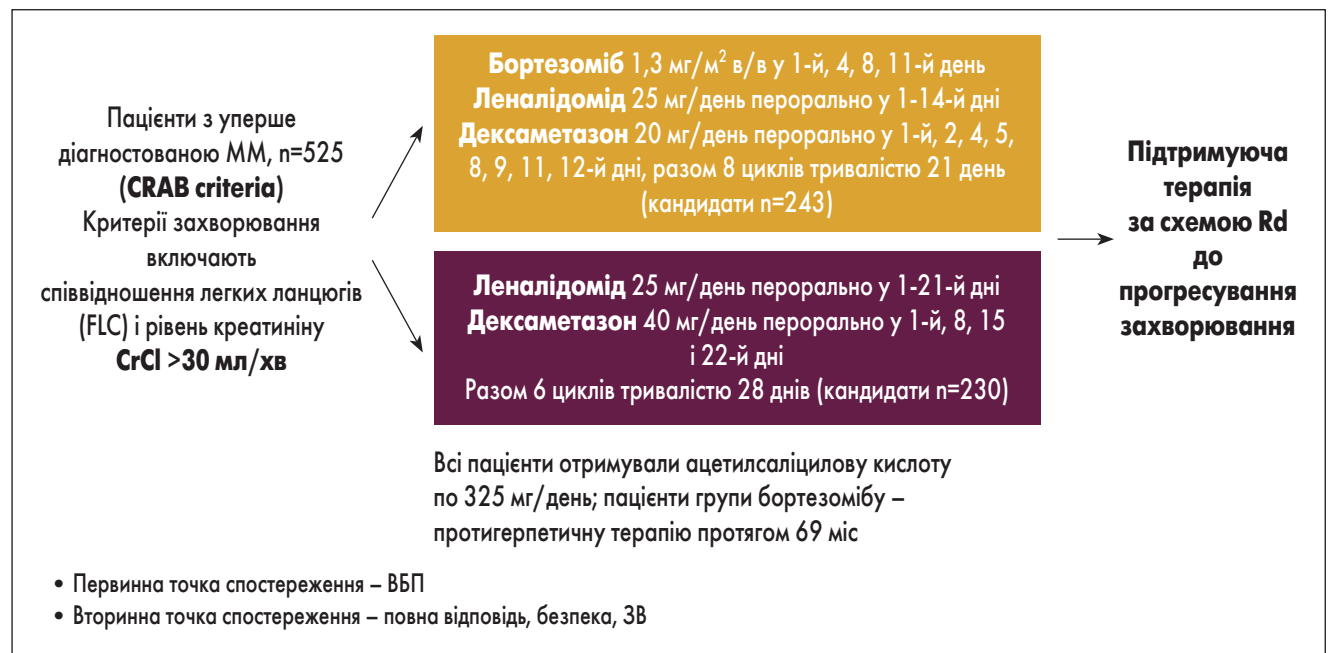 Пацієнти з уперше
діагностованою ММ, n=525
(CRAB criteria)
Критерії захворювання
включають
співвідношення легких ланцюгів
(FLC) і рівень креатиніну
CrCl >30 мл/хв
Бортезоміб 1,3 мг/м² в/в у 1-й, 4, 8, 11-й день
Леналідомід 25 мг/день перорально у 1-14-й дні
Дексаметазон 20 мг/день перорально у 1-й, 2, 4, 5,
8, 9, 11, 12-й дні, разом 8 циклів тривалістю 21 день
(кандидати n=243)
Леналідомід 25 мг/день перорально у 1-21-й дні
Дексаметазон 40 мг/день перорально у 1-й, 8, 15
і 22-й дні
Разом 6 циклів тривалістю 28 днів (кандидати n=230)
Підтримуюча
терапія
за схемою Rd
до
прогресування
захворювання
Всі пацієнти отримували ацетилсаліцилову кислоту
по 325 мг/день; пацієнти групи бортезомібу –
протигерпетичну терапію протягом 69 міс
• Первинна точка спостереження – ВБП
• Вторинна точка спостереження – повна відповідь, безпека, ЗВ